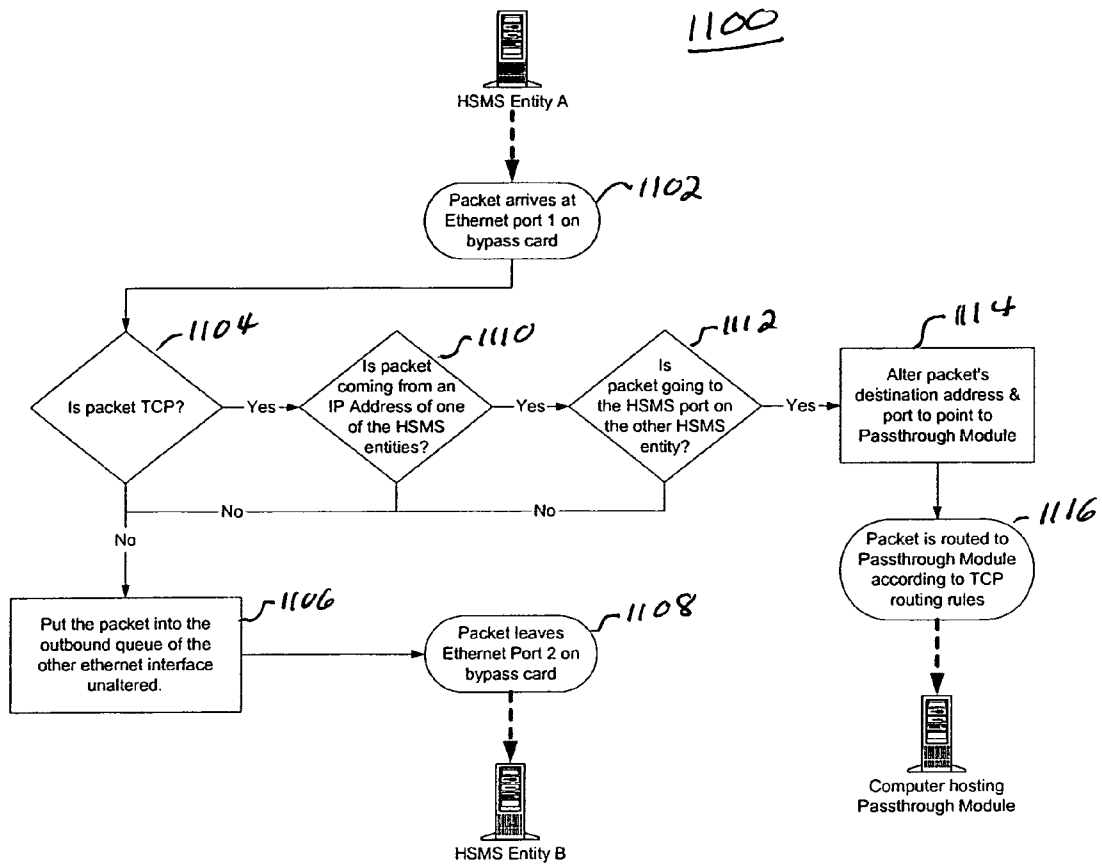 1100
HSMS Entity A
1102
Packet arrives at
Ethernet port 1 on
bypass card
1104
Is packet TCP?
Yes
1110
Is packet
coming from an
IP Address of one
of the HSMS
entities?
Yes
1112
Is
packet going to
the HSMS port on
the other HSMS
entity?
Yes
1114
Alter packet's
destination address &
port to point to
Passthrough Module
No
No
No
1116
Packet is routed to
Passthrough Module
according to TCP
routing rules
1106
Put the packet into the
outbound queue of the
other ethernet interface
unaltered.
1108
Packet leaves
Ethernet Port 2 on
bypass card
Computer hosting
Passthrough Module
HSMS Entity B